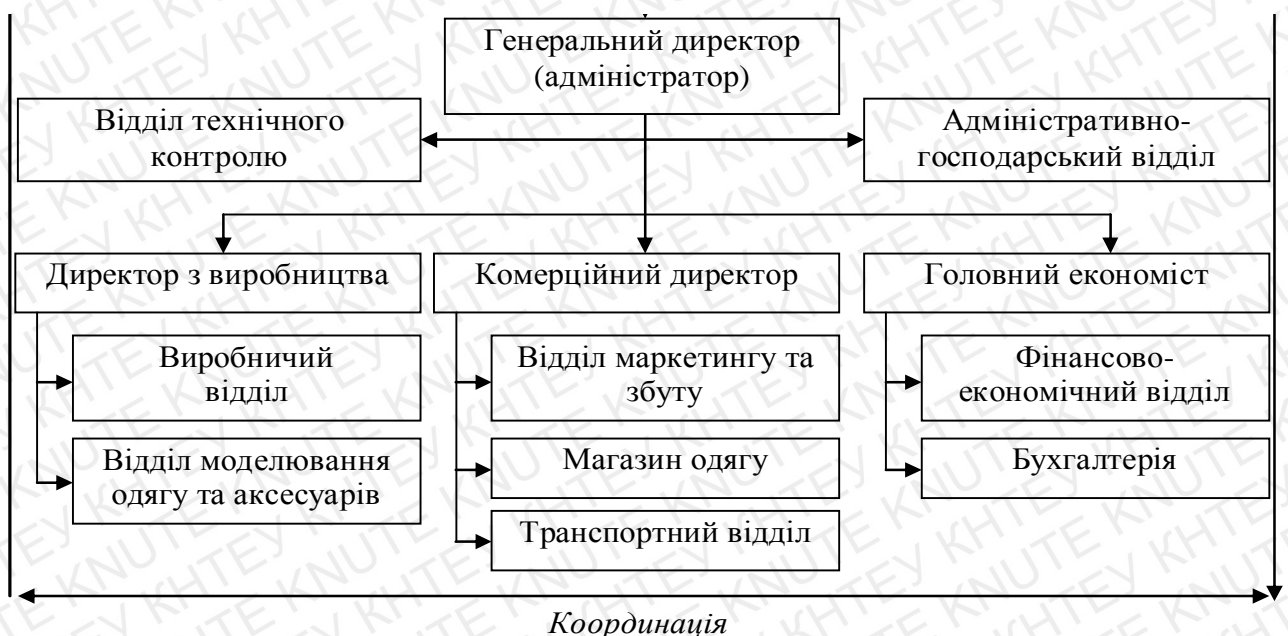 Генеральний директор
(адміністратор)
Відділ технічного
контролю
Адміністративно-
господарський відділ
Директор з виробництва
Комерційний директор
Головний економіст
Виробничий
відділ
Відділ маркетингу та
збуту
Фінансово-
економічний відділ
Відділ моделювання
одягу та аксесуарів
Магазин одягу
Бухгалтерія
Транспортний відділ
Координація